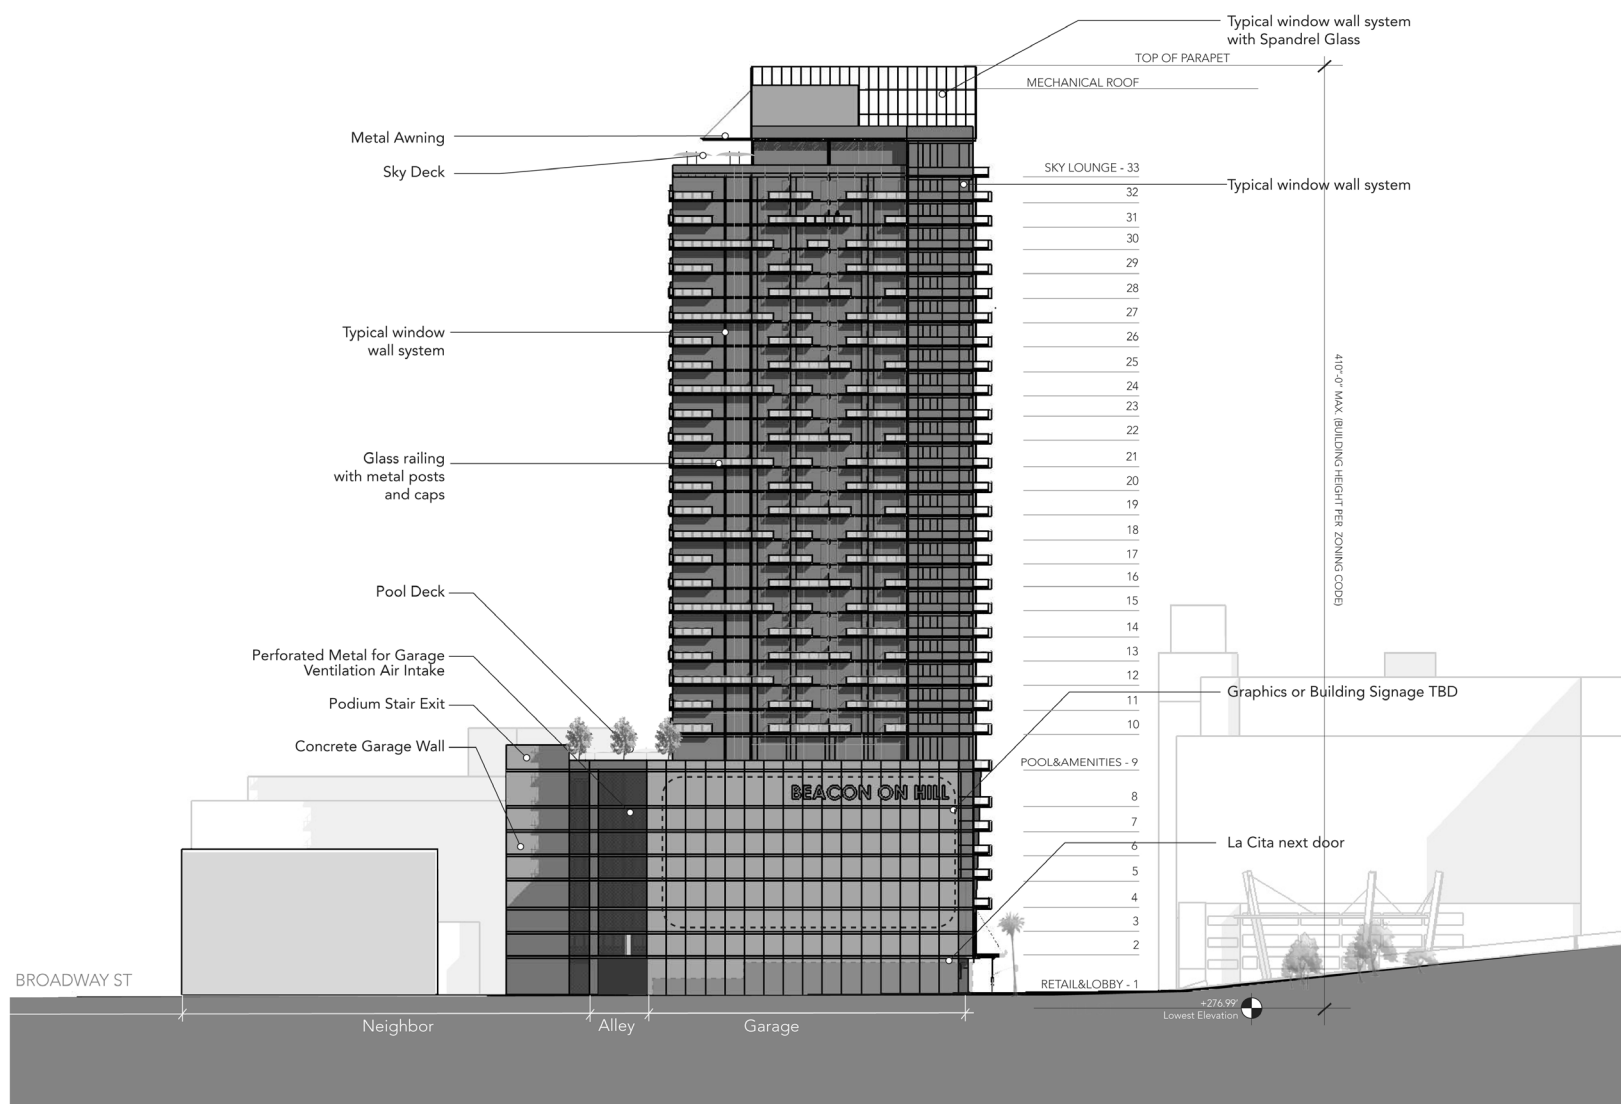 Typical window wall system
with Spandrel Glass
TOP OF PARAPET
MECHANICAL ROOF
Metal Awning
Sky Deck
SKY LOUNGE - 33
Typical window wall system
32
31
30
29
28
27
Typical window
wall system
26
25
24
23
22
410"-0" MAX. (BUILDING HEIGHT PER ZONING CODE)
Glass railing
with metal posts
and caps
21
20
19
18
17
16
Pool Deck
15
14
Perforated Metal for Garage
Ventilation Air Intake
13
12
Graphics or Building Signage TBD
11
Podium Stair Exit
10
Concrete Garage Wall
POOL&AMENITIES - 9
BEACON ON HILL
8
7
6
La Cita next door
5
4
3
2
BROADWAY ST
RETAIL&LOBBY - 1
+276.99'
Lowest Elevation
Neighbor
Alley
Garage